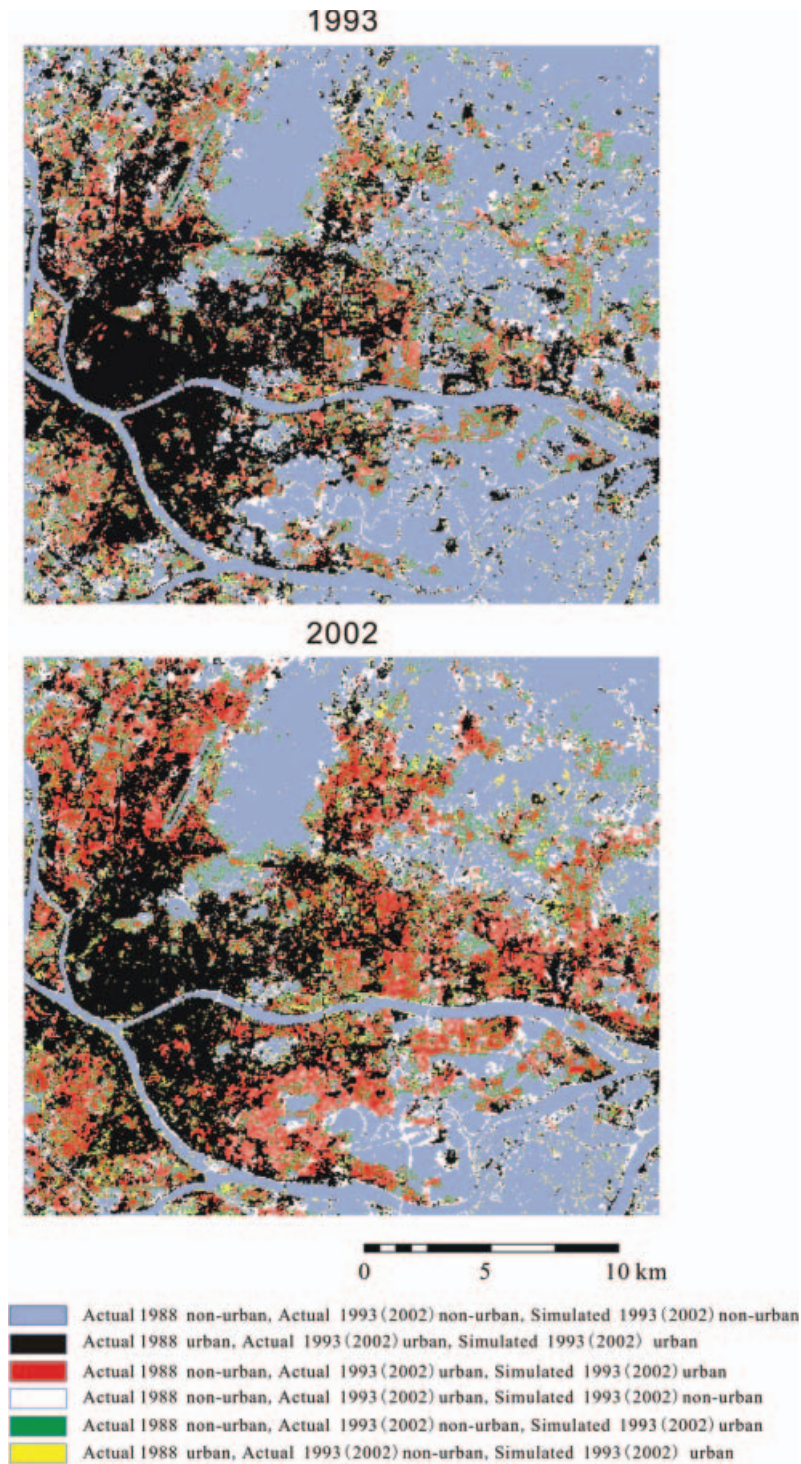 1993
2002
0 5 10 km
Actual 1988 non-urban, Actual 1993(2002) non-urban, Simulated 1993(2002) non-urban
Actual 1988 urban, Actual 1993(2002) urban, Simulated 1993(2002) urban
Actual 1988 non-urban, Actual 1993(2002) urban, Simulated 1993(2002) urban
Actual 1988 non-urban, Actual 1993(2002) urban, Simulated 1993(2002) non-urban
Actual 1988 non-urban, Actual 1993(2002) non-urban, Simulated 1993(2002) urban
Actual 1988 urban, Actual 1993(2002) non-urban, Simulated 1993(2002) urban